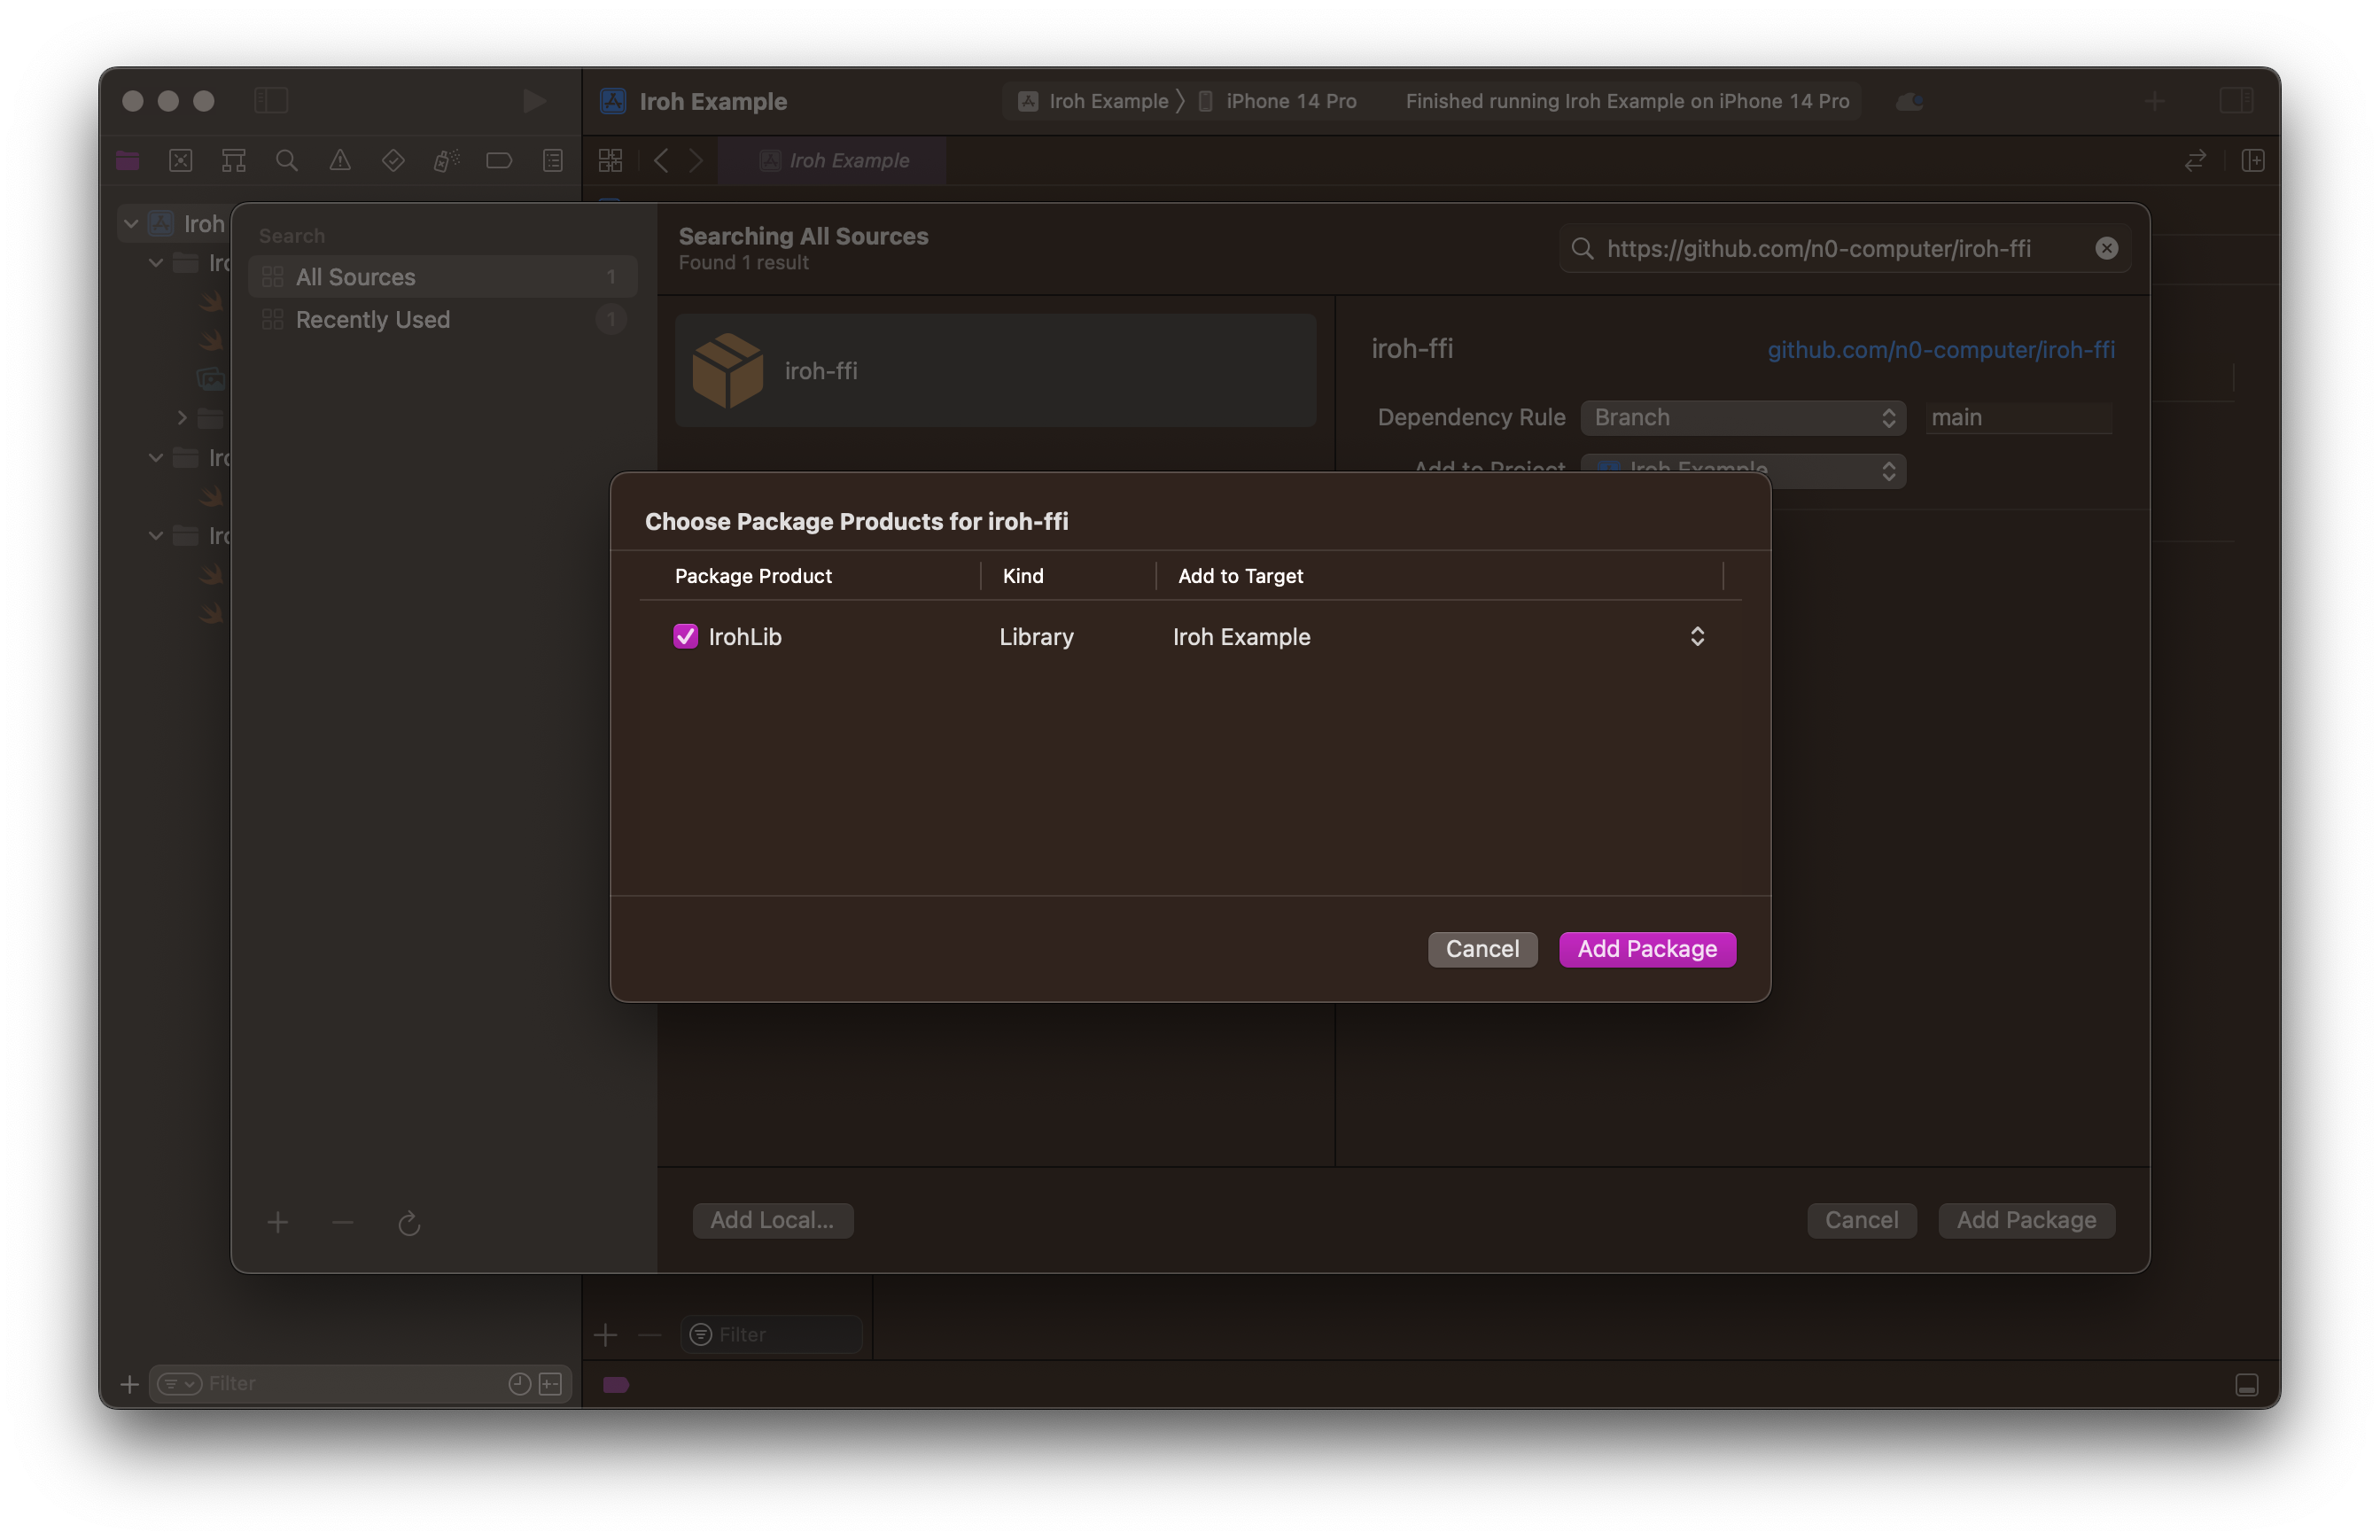 Iroh Example
Iroh Example
iPhone 14 Pro
Finished running Iroh Example on iPhone 14 Pro
Iroh Example
Iroh
Search
All Sources 1
Recently Used 1
Searching All Sources
Found 1 result
https://github.com/n0-computer/iroh-ffi
iroh-ffi
iroh-ffi
github.com/n0-computer/iroh-ffi
Dependency Rule Branch main
Add to Project Iroh Example
Choose Package Products for iroh-ffi
Package Product Kind Add to Target
IrohLib Library Iroh Example
Cancel Add Package
Add Local...
Cancel Add Package
Filter
Filter